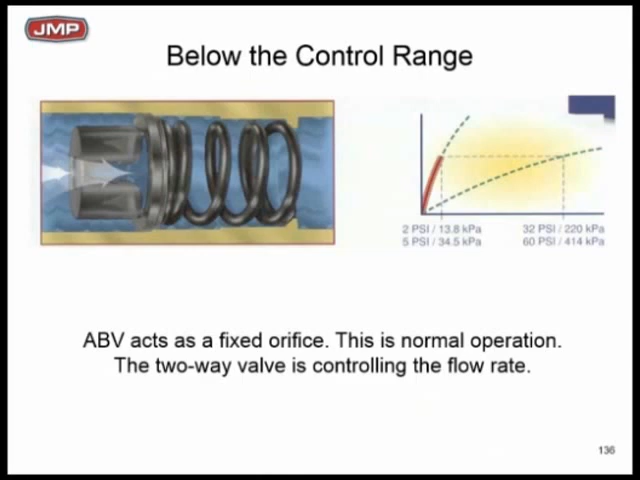 JMP
Below the Control Range
2 PSI / 13.8 kPa 32 PSI / 220 kPa
5 PSI / 34.5 kPa 60 PSI / 414 kPa
ABV acts as a fixed orifice. This is normal operation.
The two-way valve is controlling the flow rate.
136